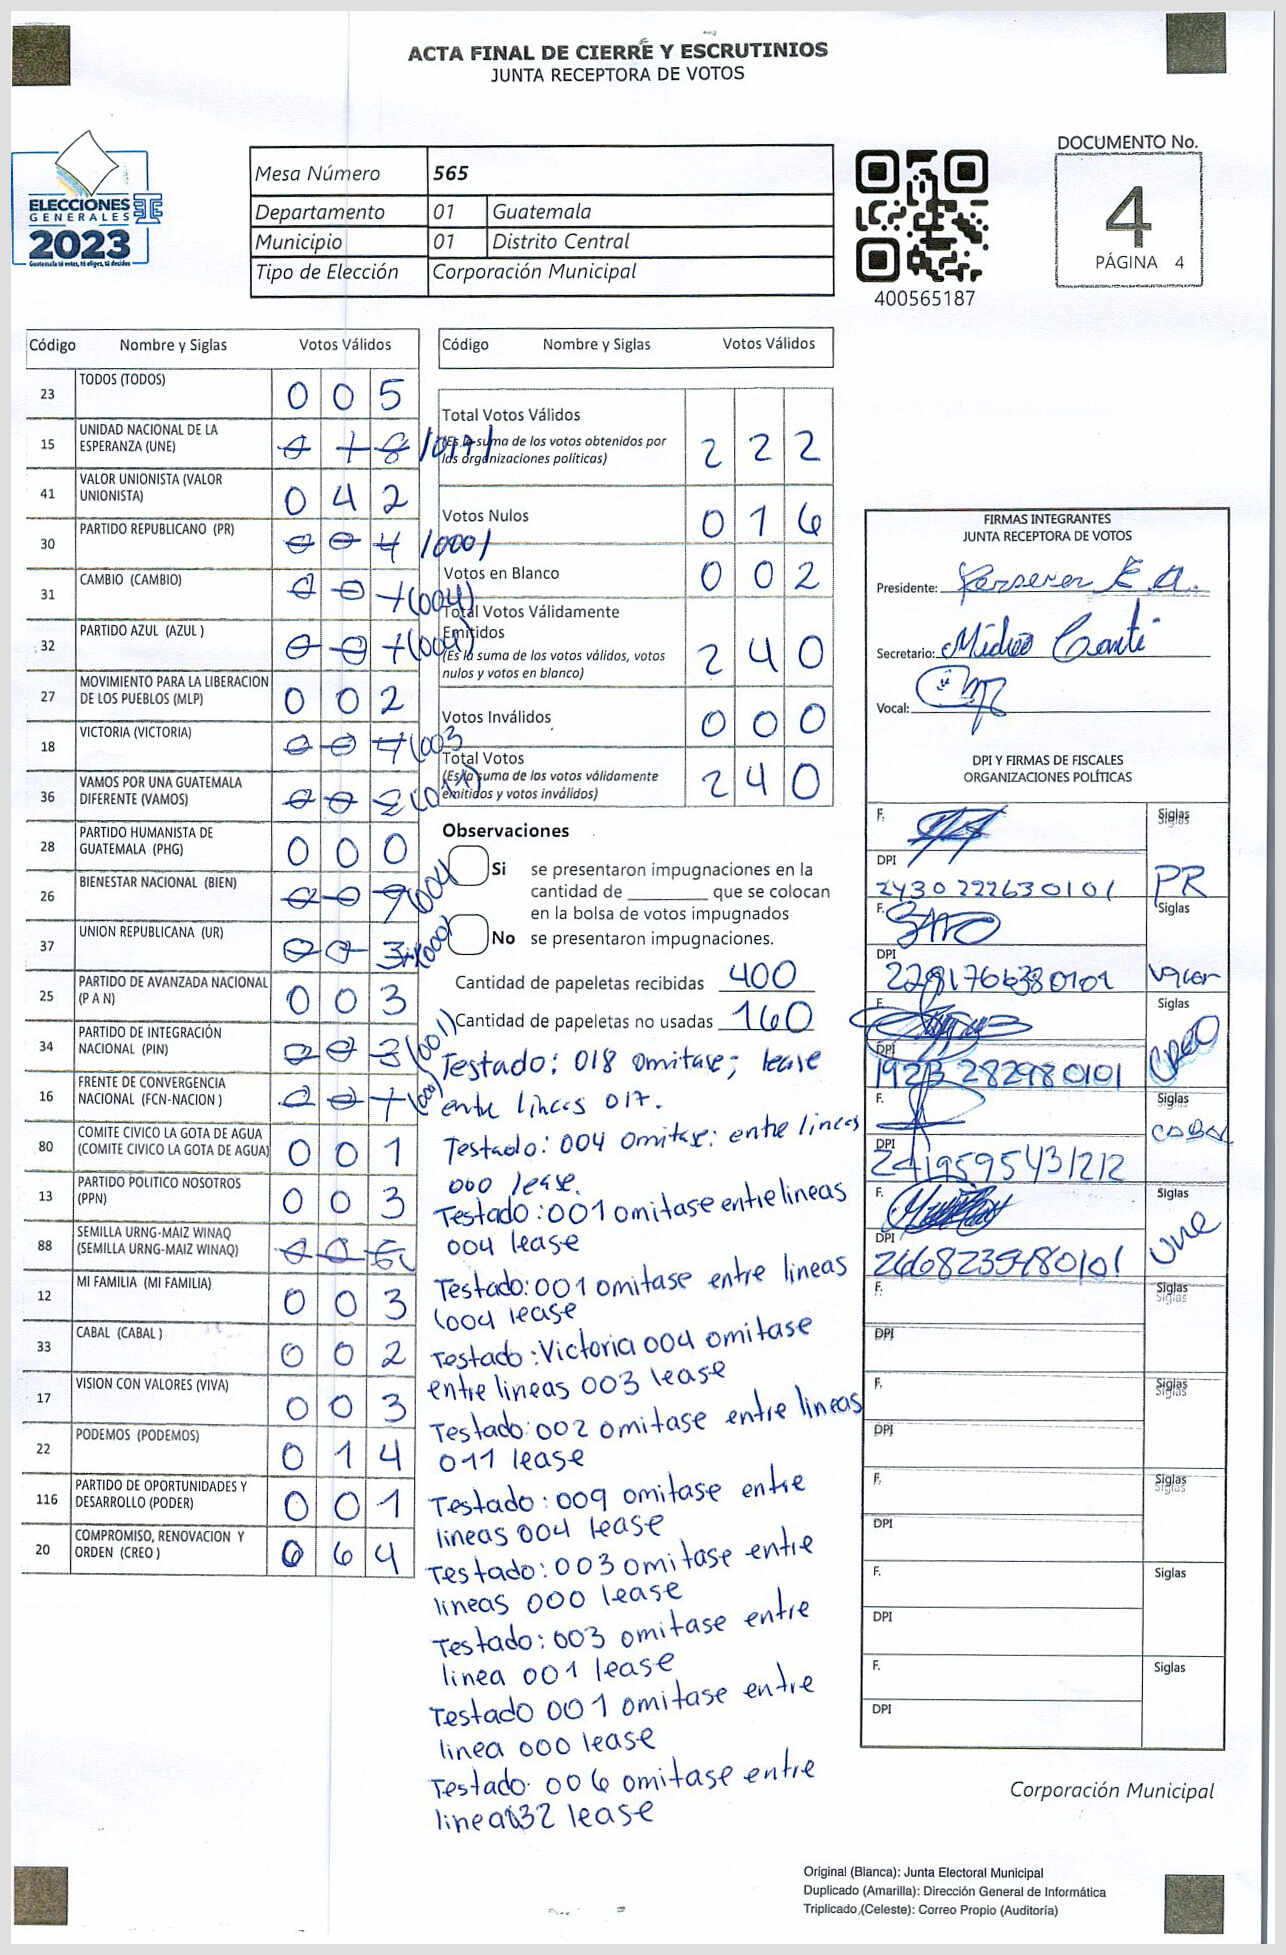 ACTA FINAL DE CIERRE Y ESCRUTINIOS
JUNTA RECEPTORA DE VOTOS
ELECCIONES
GENERALES
2023
Guatemala tú votas, tú eliges, tú decides
Mesa Número 565
Departamento 01 Guatemala
Municipio 01 Distrito Central
Tipo de Elección Corporación Municipal
400565187
DOCUMENTO No.
4
PÁGINA 4
Código Nombre y Siglas Votos Válidos
23 TODOS (TODOS) 0 0 5
15 UNIDAD NACIONAL DE LA ESPERANZA (UNE) 0 1 8 /017/
41 VALOR UNIONISTA (VALOR UNIONISTA) 0 4 2
30 PARTIDO REPUBLICANO (PR) 0 0 4 /000/
31 CAMBIO (CAMBIO) 0 0 1 (004)
32 PARTIDO AZUL (AZUL ) 0 0 1 (004)
27 MOVIMIENTO PARA LA LIBERACION DE LOS PUEBLOS (MLP) 0 0 2
18 VICTORIA (VICTORIA) 0 0 4 (003
36 VAMOS POR UNA GUATEMALA DIFERENTE (VAMOS) 0 0 2 (011)
28 PARTIDO HUMANISTA DE GUATEMALA (PHG) 0 0 0
26 BIENESTAR NACIONAL (BIEN) 0 0 9 (004)
37 UNION REPUBLICANA (UR) 0 0 3 (000)
25 PARTIDO DE AVANZADA NACIONAL (P A N) 0 0 3
34 PARTIDO DE INTEGRACIÓN NACIONAL (PIN) 0 0 3 (001)
16 FRENTE DE CONVERGENCIA NACIONAL (FCN-NACION ) 0 0 1 (000)
80 COMITE CIVICO LA GOTA DE AGUA (COMITE CIVICO LA GOTA DE AGUA) 0 0 1
13 PARTIDO POLITICO NOSOTROS (PPN) 0 0 3
88 SEMILLA URNG-MAIZ WINAQ (SEMILLA URNG-MAIZ WINAQ) 0 0 6
12 MI FAMILIA (MI FAMILIA) 0 0 3
33 CABAL (CABAL ) 0 0 2
17 VISION CON VALORES (VIVA) 0 0 3
22 PODEMOS (PODEMOS) 0 1 4
116 PARTIDO DE OPORTUNIDADES Y DESARROLLO (PODER) 0 0 1
20 COMPROMISO, RENOVACION Y ORDEN (CREO ) 0 6 4
Código Nombre y Siglas Votos Válidos
Total Votos Válidos
(Es la suma de los votos obtenidos por
las organizaciones políticas) 2 2 2
Votos Nulos 0 1 6
Votos en Blanco 0 0 2
Total Votos Válidamente
Emitidos
(Es la suma de los votos válidos, votos
nulos y votos en blanco) 2 4 0
Votos Inválidos 0 0 0
Total Votos
(Es la suma de los votos válidamente
emitidos y votos inválidos) 2 4 0
Observaciones
Si se presentaron impugnaciones en la
cantidad de ________ que se colocan
en la bolsa de votos impugnados
No se presentaron impugnaciones.
Cantidad de papeletas recibidas 400
Cantidad de papeletas no usadas 160
Testado: 018 omitase; lease
entre lineas 017.
Testado: 004 omitase: entre lineas
000 lease.
Testado: 001 omitase entre lineas
004 lease
Testado: 001 omitase entre lineas
004 lease
Testado: Victoria 004 omitase
entre lineas 003 lease
Testado: 002 omitase entre lineas
011 lease
Testado: 009 omitase entre
lineas 004 lease
Testado: 003 omitase entre
lineas 000 lease
Testado: 003 omitase entre
linea 001 lease
Testado 001 omitase entre
linea 000 lease
Testado 006 omitase entre
linea 032 lease
FIRMAS INTEGRANTES
JUNTA RECEPTORA DE VOTOS
Presidente:
Secretario:
Vocal:
DPI Y FIRMAS DE FISCALES
ORGANIZACIONES POLÍTICAS
F. Siglas
DPI PR
2430 222630101
F. Siglas
DPI
2281766380101 Valor
F. Siglas
DPI CREO
1923 282980101
F. Siglas
DPI CABAL
2419595431212
F. Siglas
DPI UNE
2668239480101
F. Siglas
DPI
F. Siglas
DPI
F. Siglas
DPI
F. Siglas
DPI
F. Siglas
DPI
Corporación Municipal
Original (Blanca): Junta Electoral Municipal
Duplicado (Amarilla): Dirección General de Informática
Triplicado,(Celeste): Correo Propio (Auditoría)